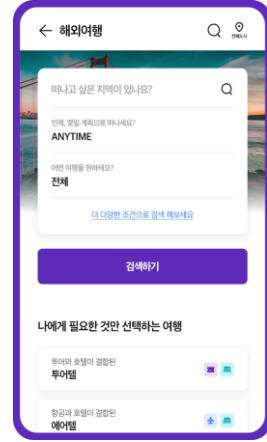 해외여행
떠나고 싶은 지역이 있나요?
언제, 몇일 계획으로 떠나세요?
ANYTIME
어떤 여행을 원하세요?
전체
더 다양한 조건으로 검색 해보세요
검색하기
나에게 필요한 것만 선택하는 여행
투어와 호텔이 결합된
투어텔
항공과 호텔이 결합된
에어텔